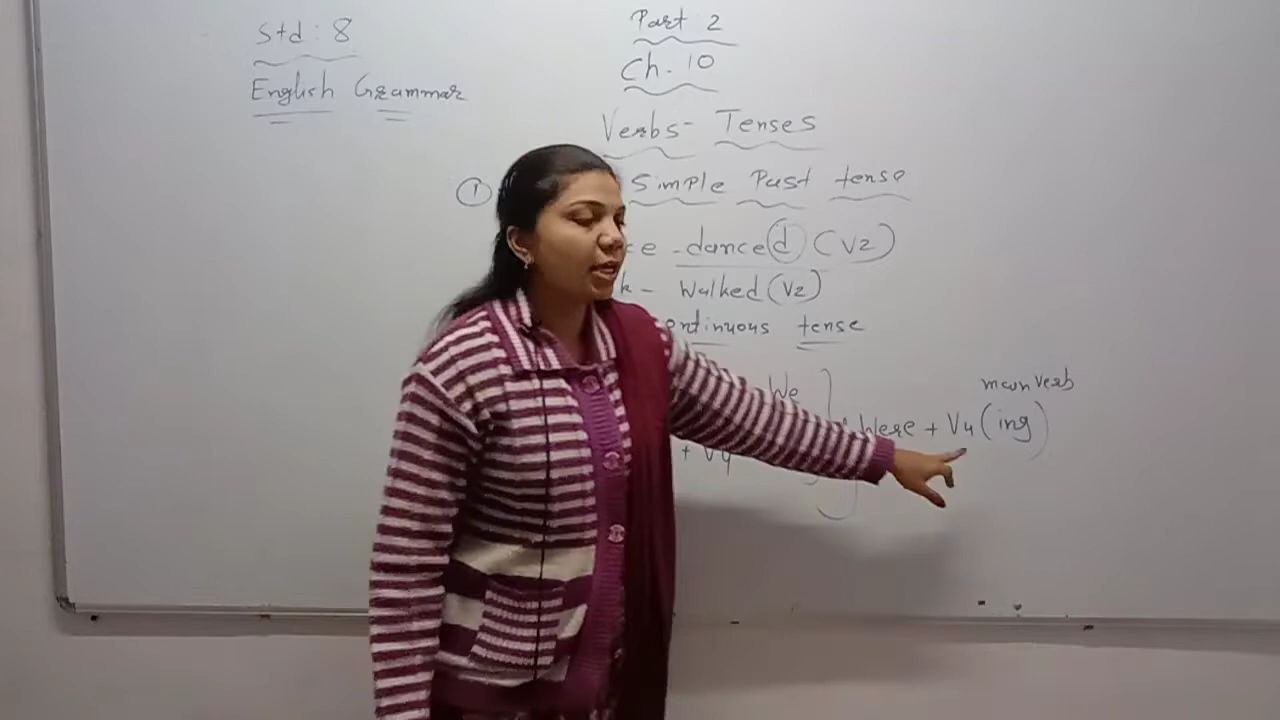 Std : 8
Part : 2
English Grammar
Ch. 10
Verbs - Tenses
① Simple Past tense
ce - danced (V2)
k - Walked (V2)
ontinuous tense
We
main verb
Were + V4 (ing)
+ V4